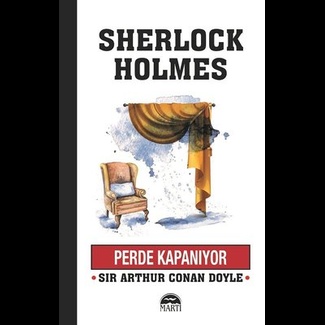 SHERLOCK
HOLMES
PERDE KAPANIYOR
• SIR ARTHUR CONAN DOYLE •
MARTI